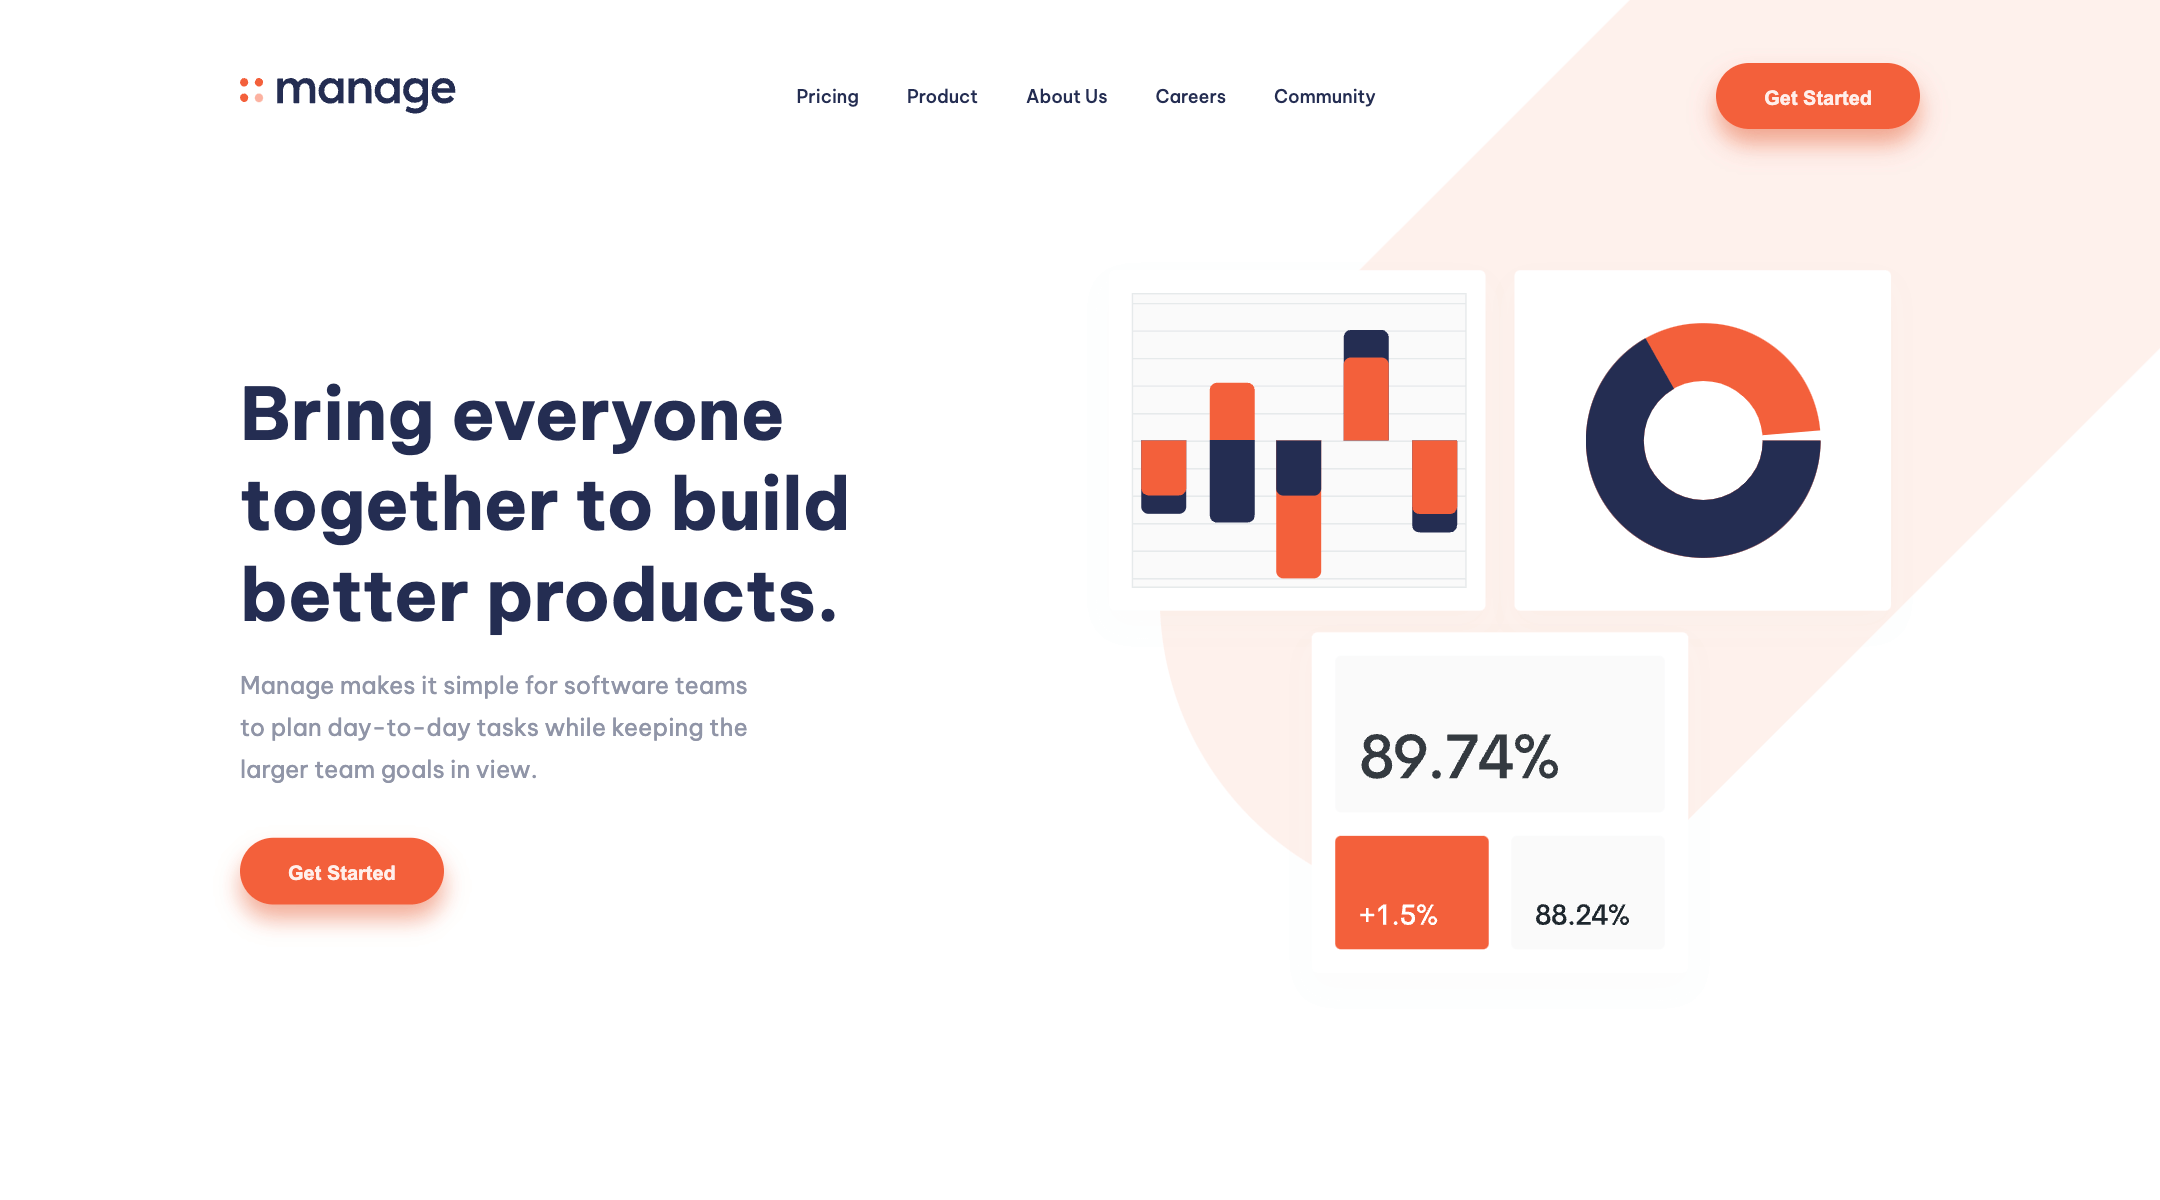 manage
Pricing
Product
About Us
Careers
Community
Get Started
Bring everyone
together to build
better products.
Manage makes it simple for software teams
to plan day-to-day tasks while keeping the
larger team goals in view.
Get Started
89.74%
+1.5%
88.24%